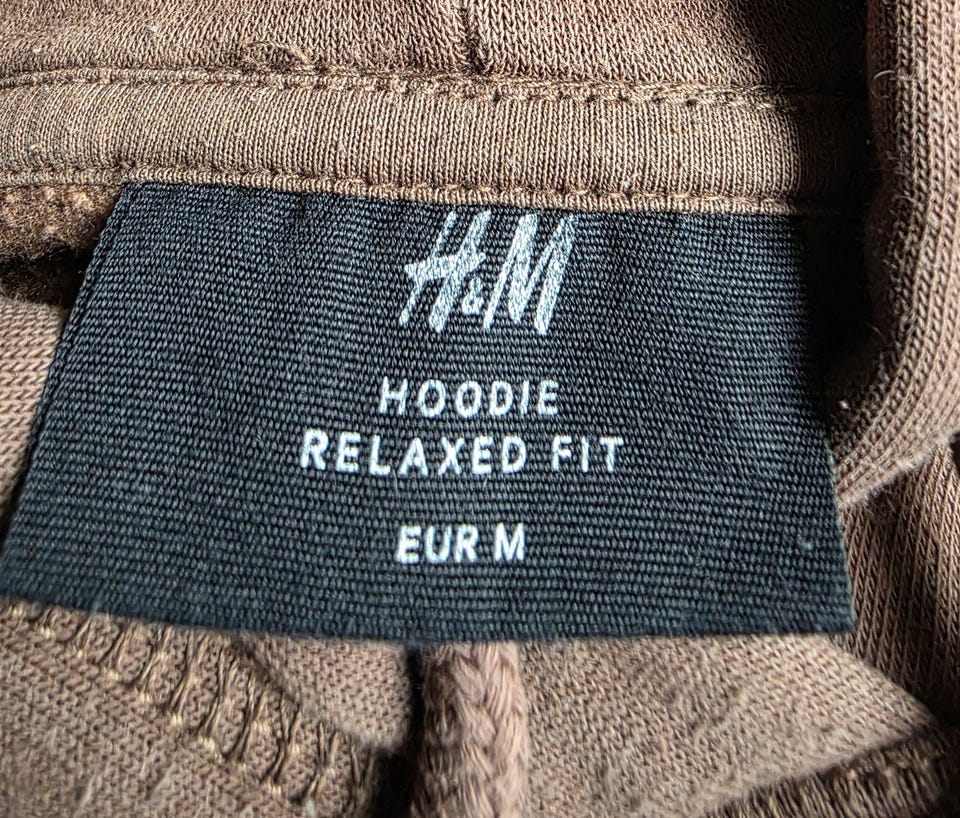 H&M
HOODIE
RELAXED FIT
EUR M